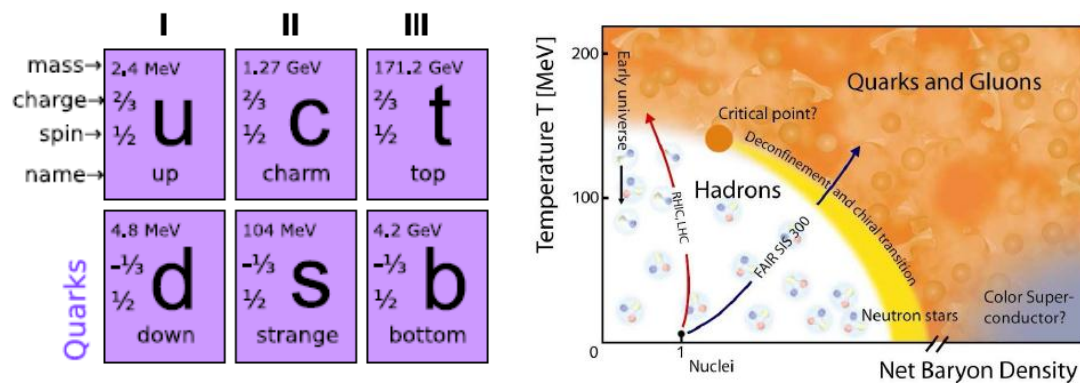 I II III
mass→
charge→
spin→
name→
2.4 MeV
⅔
½
u
up
1.27 GeV
⅔
½
c
charm
171.2 GeV
⅔
½
t
top
Quarks
4.8 MeV
-⅓
½
d
down
104 MeV
-⅓
½
s
strange
4.2 GeV
-⅓
½
b
bottom
Temperature T [MeV]
200
100
0
Early universe
Quarks and Gluons
Critical point?
Deconfinement and chiral transition
Hadrons
RHIC, LHC
FAIR SIS 300
Neutron stars
Color Super-
conductor?
1
Nuclei
Net Baryon Density